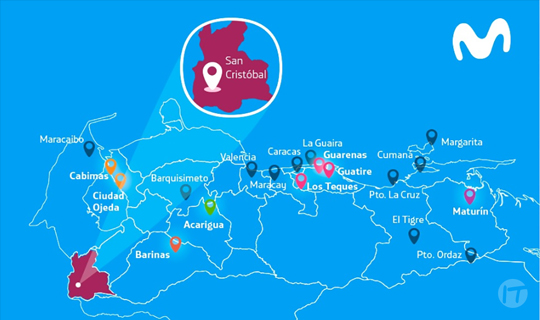 San
Cristóbal
Maracaibo
La Guaira
Margarita
Caracas
Guarenas
Cumaná
Valencia
Guatire
Cabimas
Barquisimeto
Maracay
Los Teques
Ciudad
Ojeda
Pto. La Cruz
Maturín
Acarigua
El Tigre
Barinas
Pto. Ordaz
IT